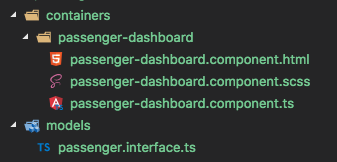 containers
passenger-dashboard
passenger-dashboard.component.html
passenger-dashboard.component.scss
passenger-dashboard.component.ts
models
TS passenger.interface.ts